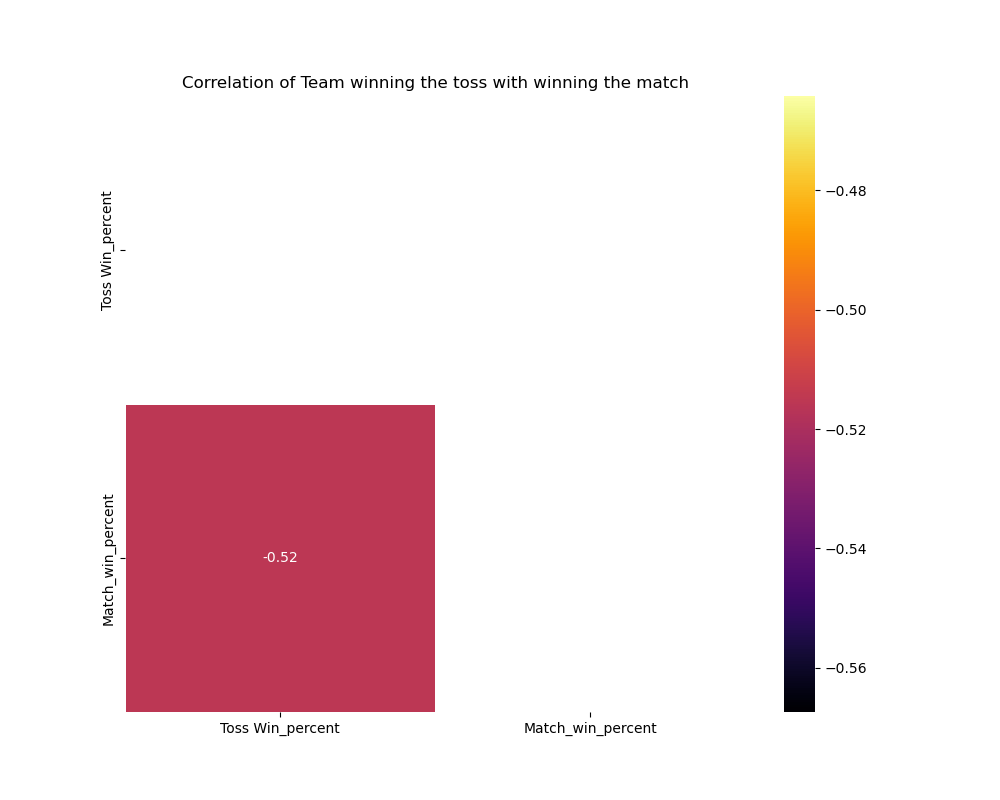 Correlation of Team winning the toss with winning the match
Toss Win_percent
Match_win_percent
-0.52
Toss Win_percent
Match_win_percent
−0.48
−0.50
−0.52
−0.54
−0.56